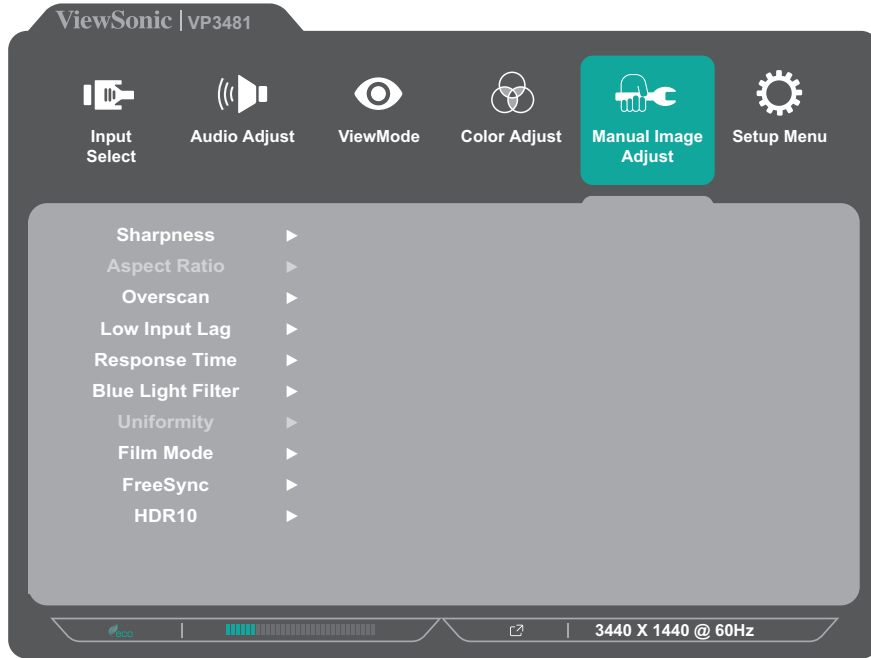 ViewSonic | VP3481
Input
Select
Audio Adjust
ViewMode
Color Adjust
Manual Image
Adjust
Setup Menu
Sharpness
Aspect Ratio
Overscan
Low Input Lag
Response Time
Blue Light Filter
Uniformity
Film Mode
FreeSync
HDR10
eco
3440 X 1440 @ 60Hz